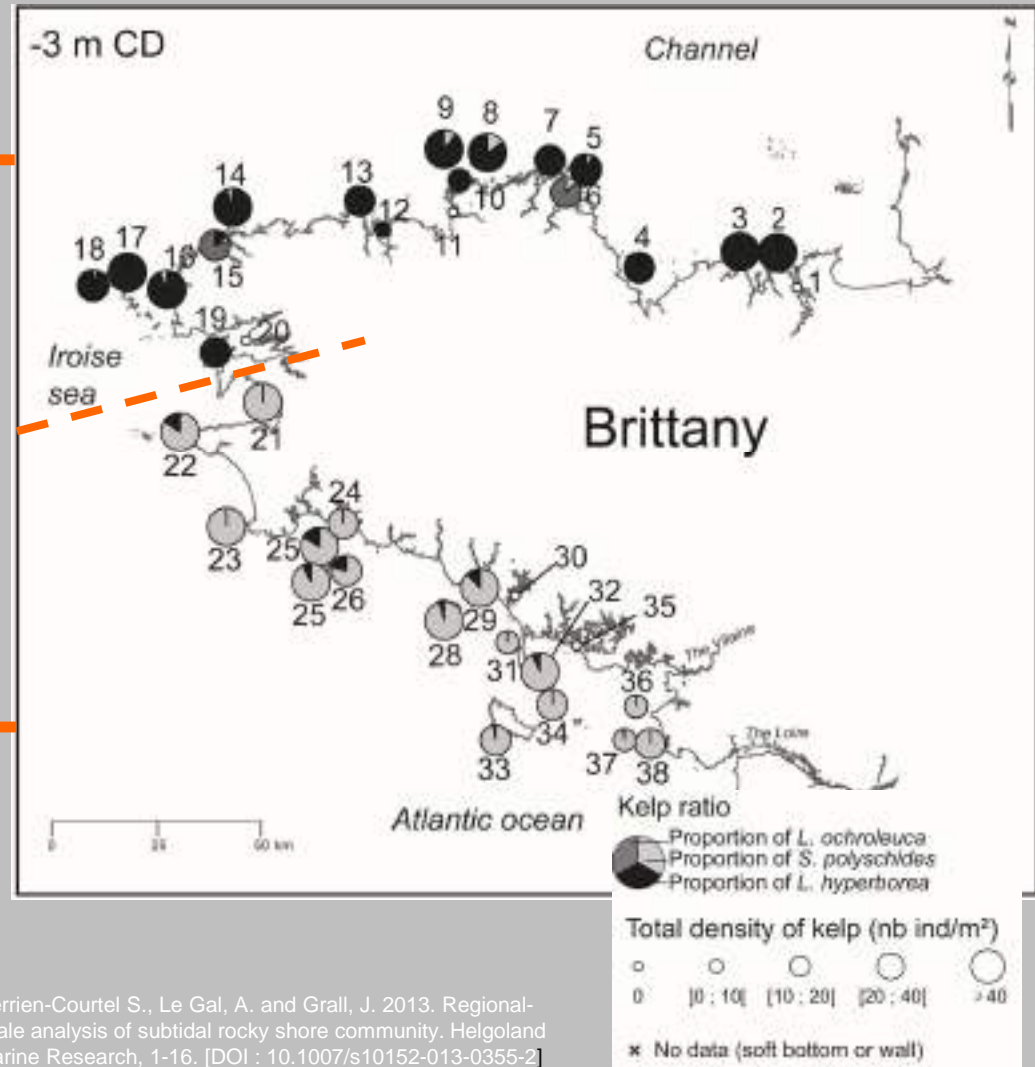 -3 m CD
Channel
N
9 8 7 5
14 13 10 6
12
11
18 17 16 15
4 3 2 1
19 20
Iroise
sea
21
Brittany
22
24
23 25
25 26
30
32
29 35
28
31 The Vilaine
36
34
33 37 38 The Loire
Atlantic ocean
0 25 50 km
Kelp ratio
Proportion of L. ochroleuca
Proportion of S. polyschides
Proportion of L. hyperborea
Total density of kelp (nb ind/m²)
0 ]0 ; 10[ [10 ; 20] [20 ; 40[ >40
× No data (soft bottom or wall)
errien-Courtel S., Le Gal, A. and Grall, J. 2013. Regional-
ale analysis of subtidal rocky shore community. Helgoland
arine Research, 1-16. [DOI : 10.1007/s10152-013-0355-2]